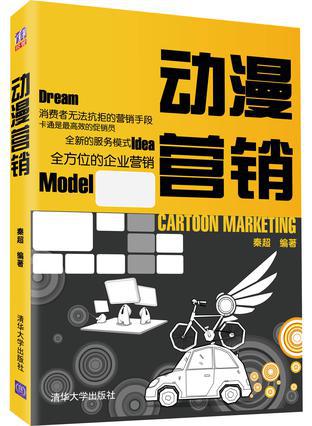 动漫
营销
Dream
消费者无法抗拒的营销手段
卡通是最高效的促销员
全新的服务模式Idea
全方位的企业营销
Model
CARTOON MARKETING
秦超 编著
清华大学出版社
动漫营销
秦超 编著
清华大学出版社